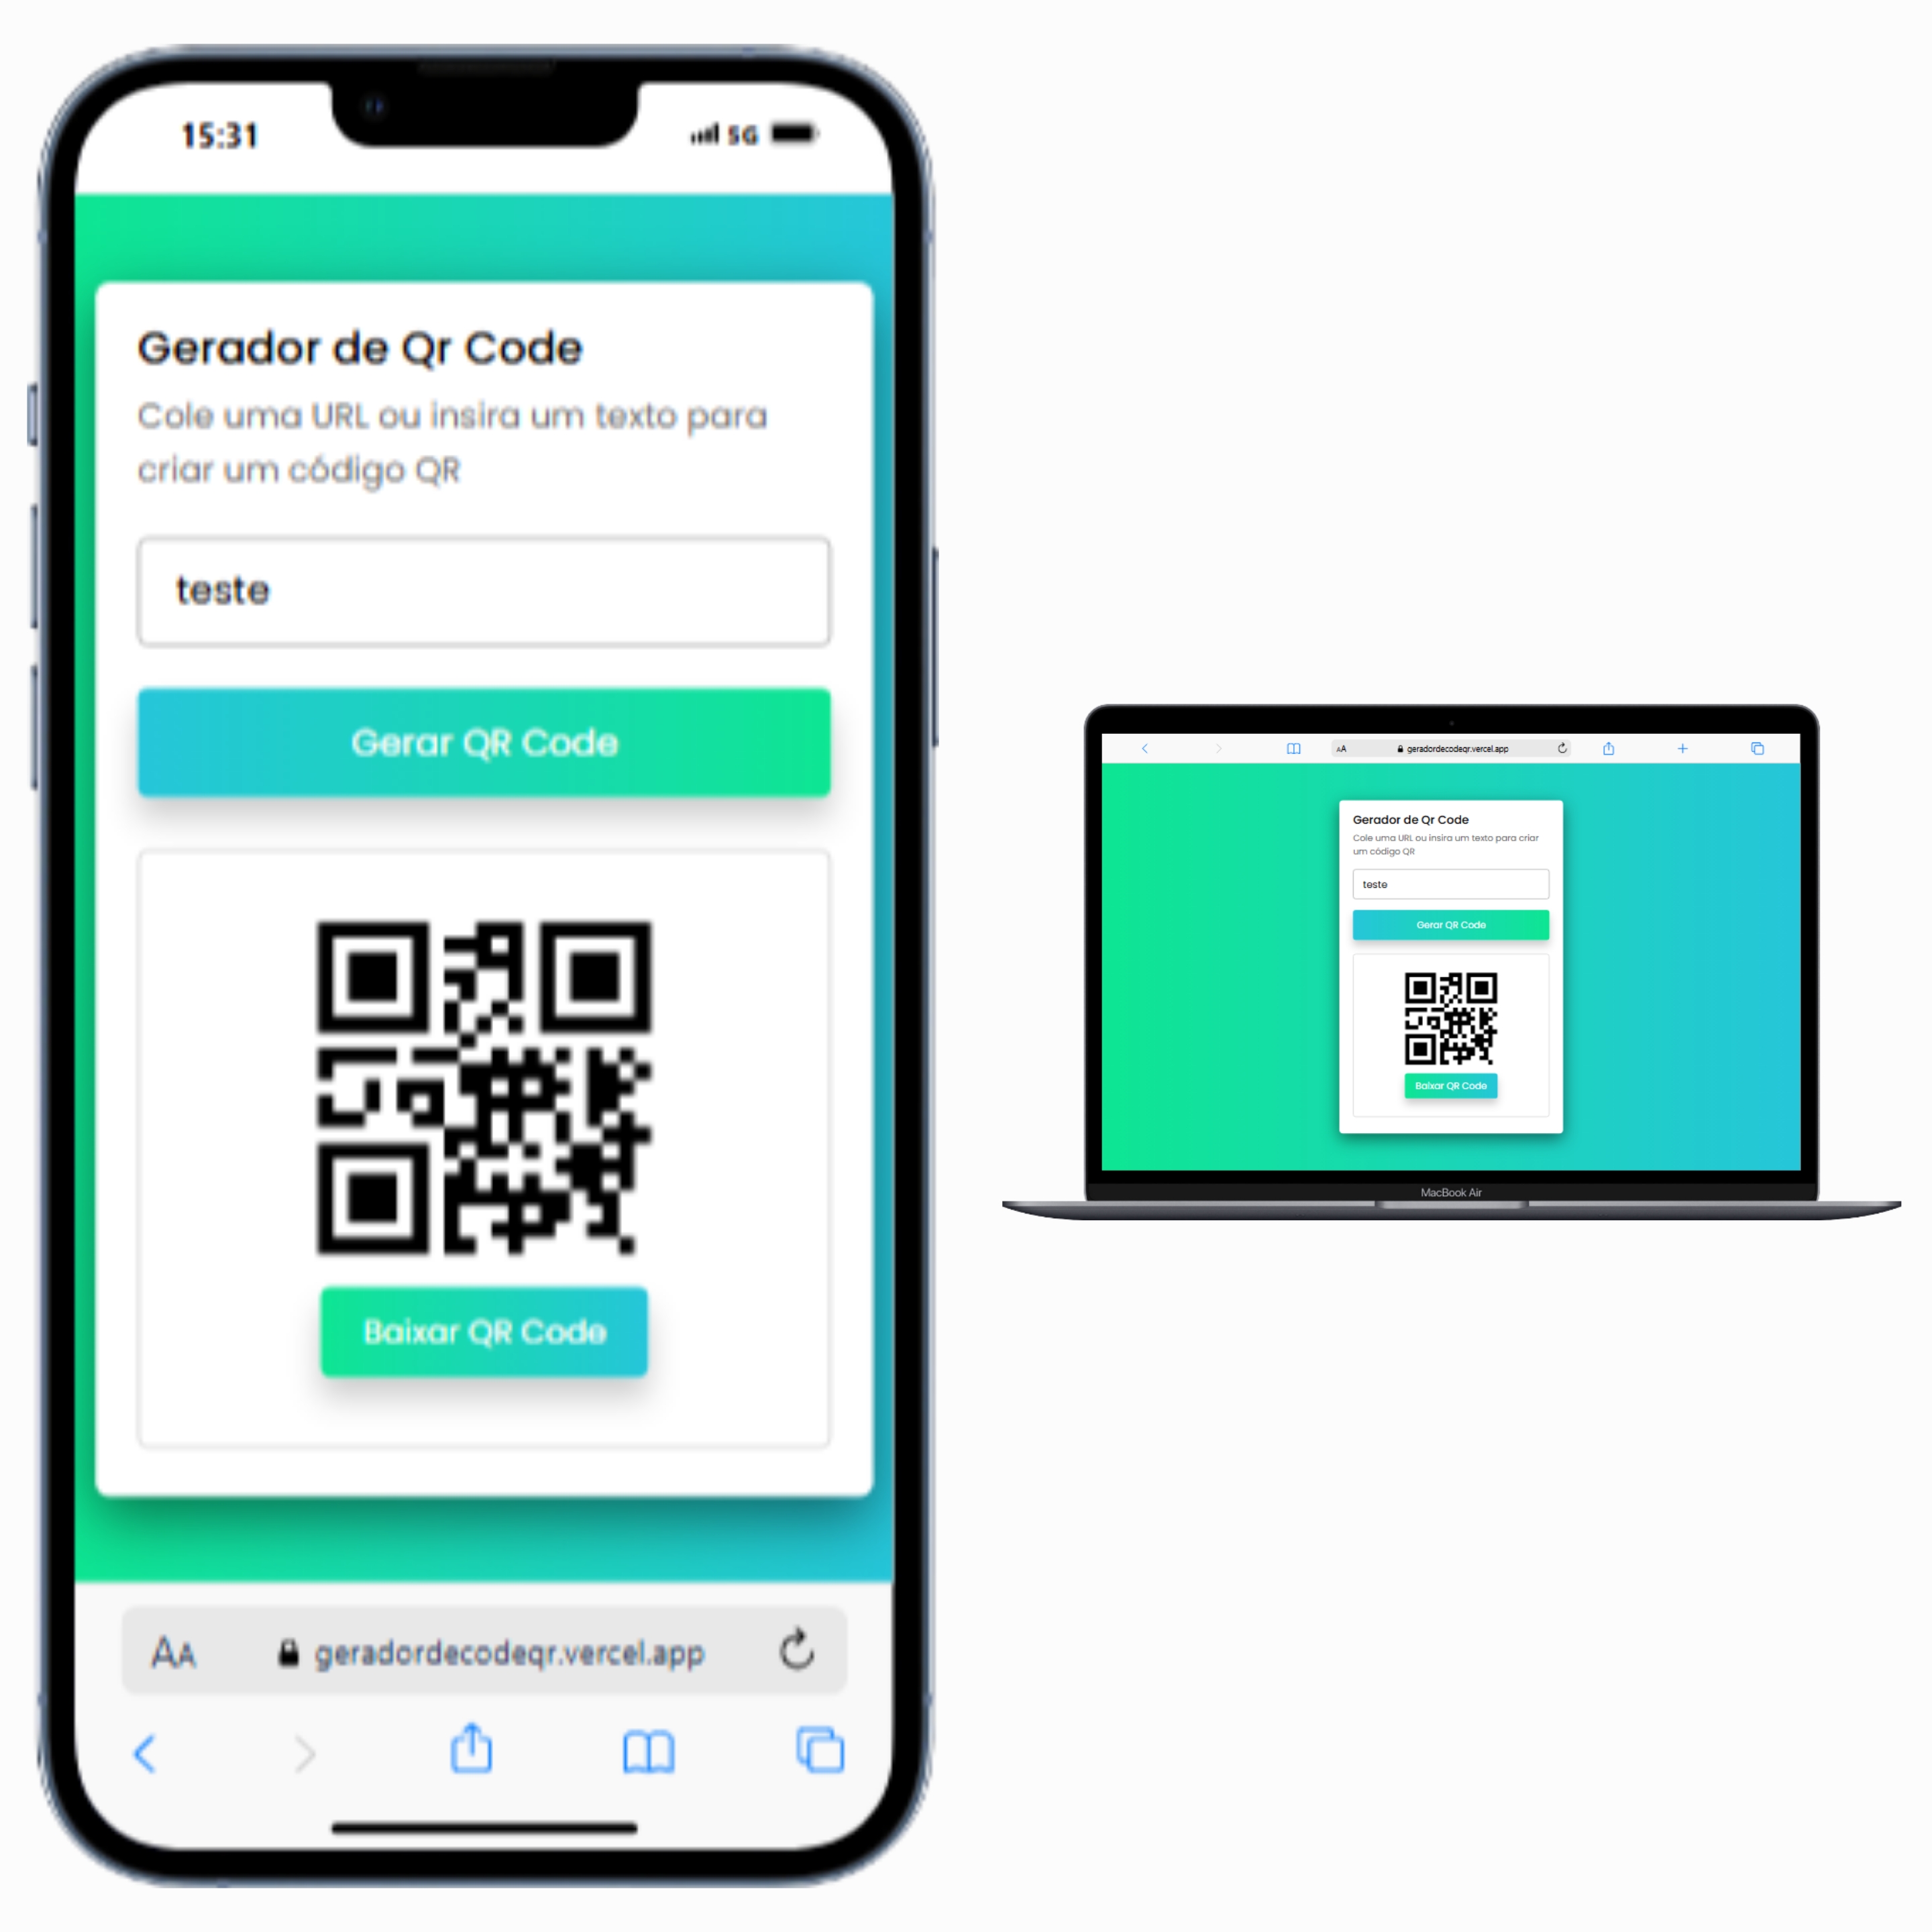 15:31
5G
Gerador de Qr Code
Cole uma URL ou insira um texto para
criar um código QR
teste
Gerar QR Code
Baixar QR Code
AA
geradordecodeqr.vercel.app
AA
geradordecodeqr.vercel.app
Gerador de Qr Code
Cole uma URL ou insira um texto para criar
um código QR
teste
Gerar QR Code
Baixar QR Code
MacBook Air